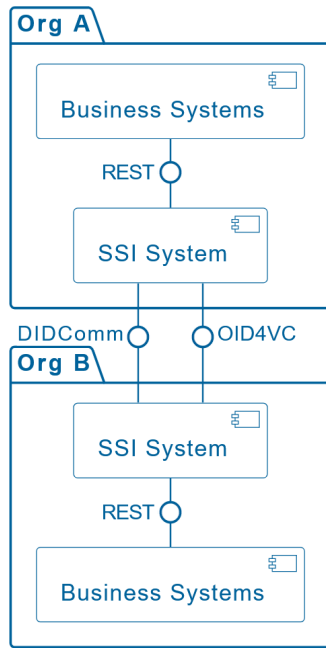 Org A
Business Systems
REST
SSI System
DIDComm OID4VC
Org B
SSI System
REST
Business Systems